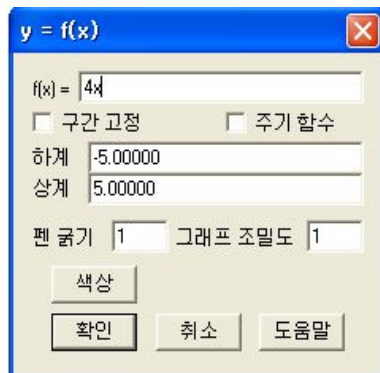 y = f(x)
f(x) = 4x
구간 고정 주기 함수
하계 -5.00000
상계 5.00000
펜 굵기 1 그래프 조밀도 1
색상
확인 취소 도움말